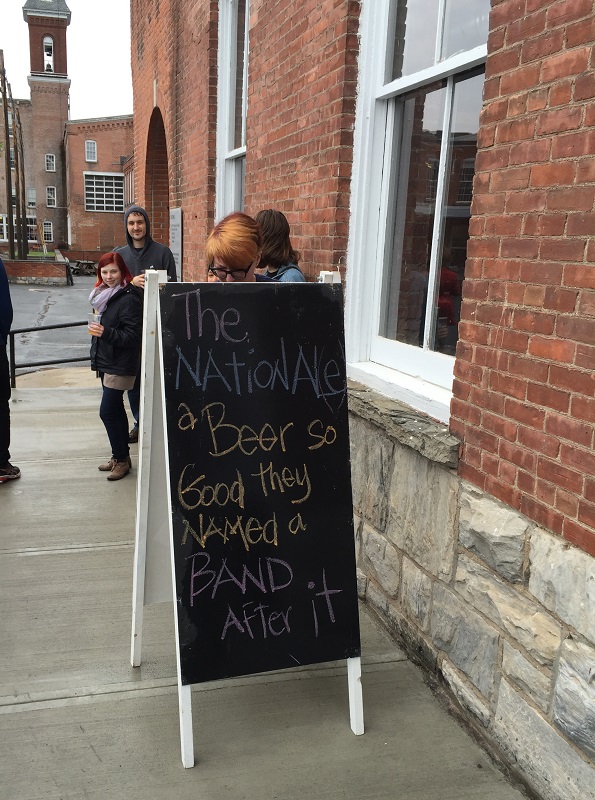 The
NATIONALe
a Beer so
Good they
NAMED a
BAND
After it